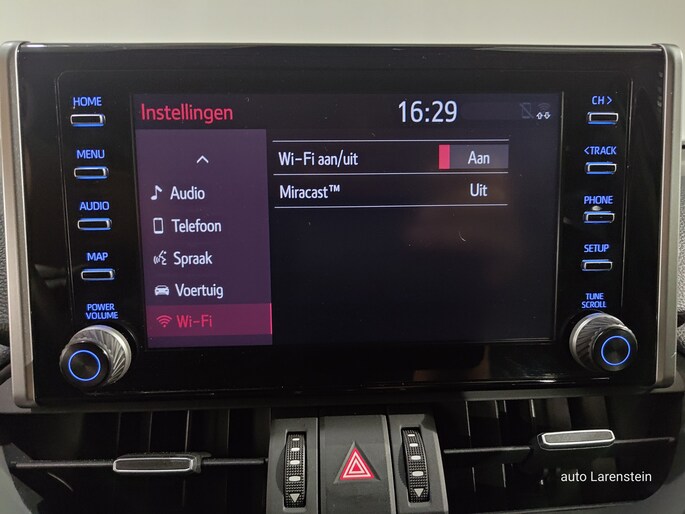 HOME
MENU
AUDIO
MAP
POWER
VOLUME
Instellingen
16:29
Audio
Telefoon
Spraak
Voertuig
Wi-Fi
Wi-Fi aan/uit Aan
Miracast™ Uit
CH >
< TRACK
PHONE
SETUP
TUNE
SCROLL
auto Larenstein